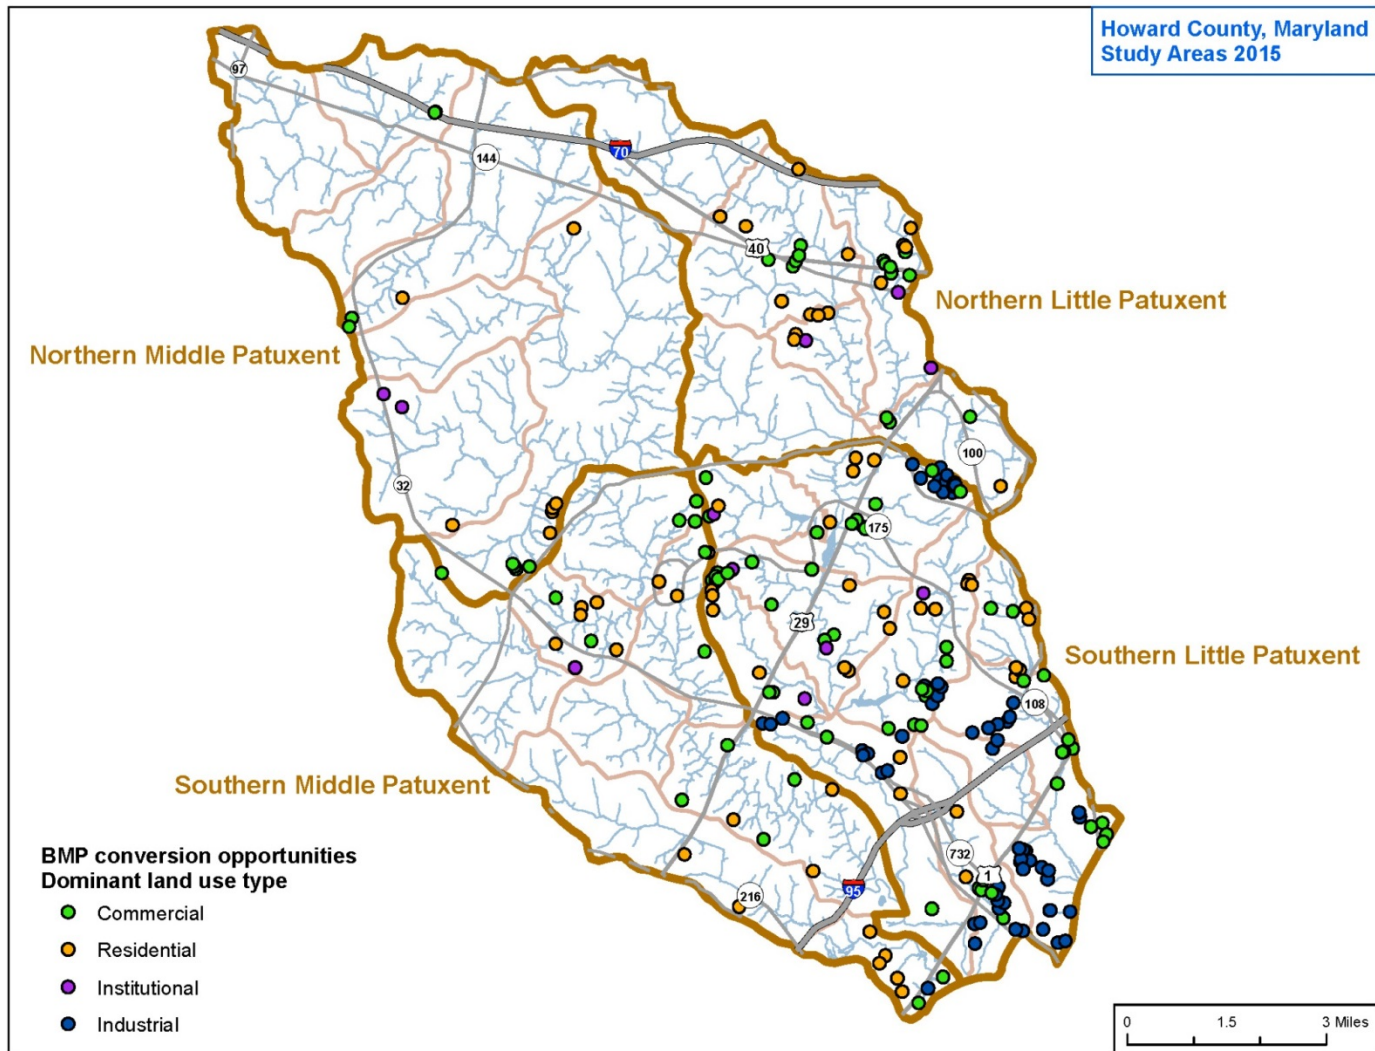 Howard County, Maryland
Study Areas 2015
97
144
70
40
Northern Little Patuxent
Northern Middle Patuxent
100
32
175
29
Southern Little Patuxent
108
Southern Middle Patuxent
BMP conversion opportunities
Dominant land use type
Commercial
Residential
Institutional
Industrial
732
1
95
216
0 1.5 3 Miles